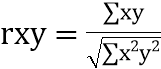 rxy = ∑xy / √∑x²y²